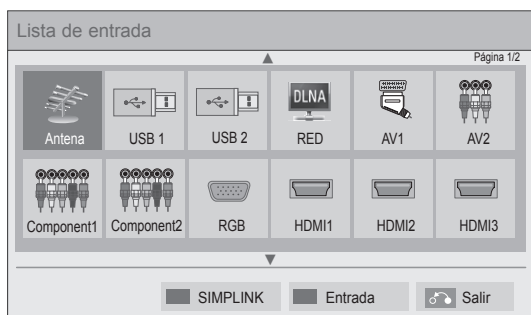 Lista de entrada
Página 1/2
DLNA
Antena USB 1 USB 2 RED AV1 AV2
Component1 Component2 RGB HDMI1 HDMI2 HDMI3
SIMPLINK Entrada Salir